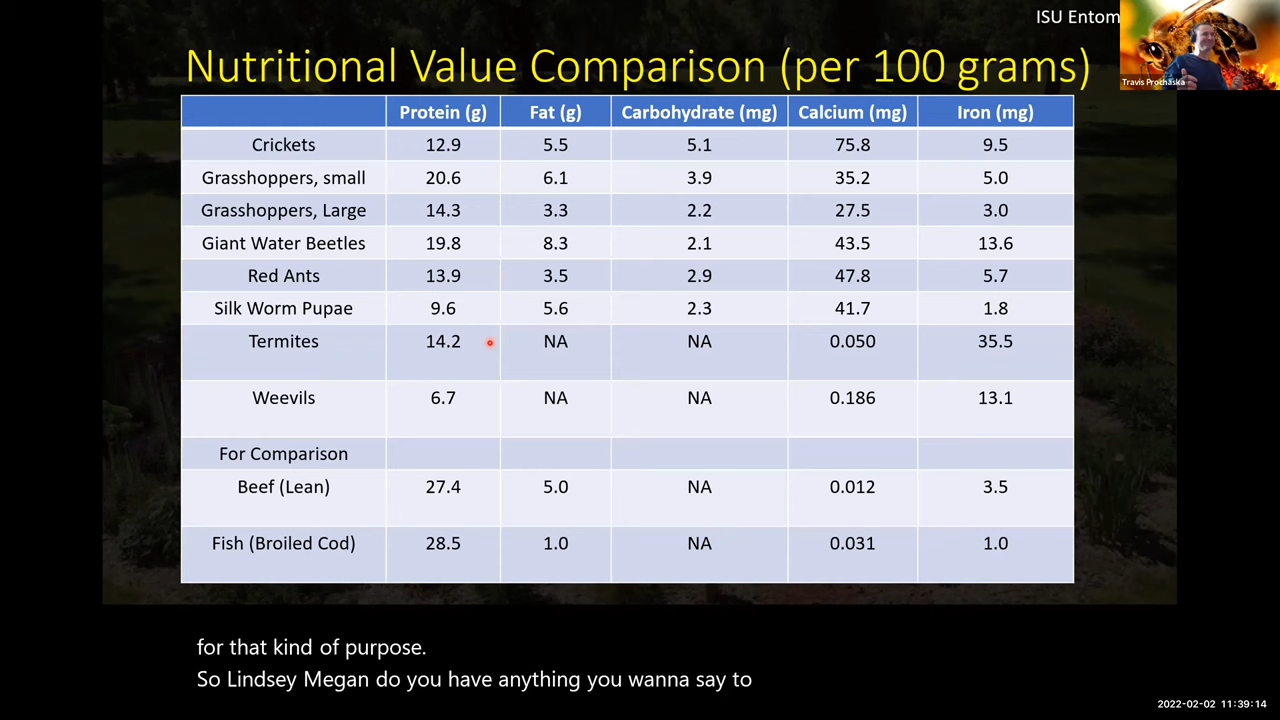 ISU Entom
Travis Prochaska
Nutritional Value Comparison (per 100 grams)
Protein (g) Fat (g) Carbohydrate (mg) Calcium (mg) Iron (mg)
Crickets 12.9 5.5 5.1 75.8 9.5
Grasshoppers, small 20.6 6.1 3.9 35.2 5.0
Grasshoppers, Large 14.3 3.3 2.2 27.5 3.0
Giant Water Beetles 19.8 8.3 2.1 43.5 13.6
Red Ants 13.9 3.5 2.9 47.8 5.7
Silk Worm Pupae 9.6 5.6 2.3 41.7 1.8
Termites 14.2 NA NA 0.050 35.5
Weevils 6.7 NA NA 0.186 13.1
For Comparison
Beef (Lean) 27.4 5.0 NA 0.012 3.5
Fish (Broiled Cod) 28.5 1.0 NA 0.031 1.0
for that kind of purpose.
So Lindsey Megan do you have anything you wanna say to
2022-02-02 11:39:14